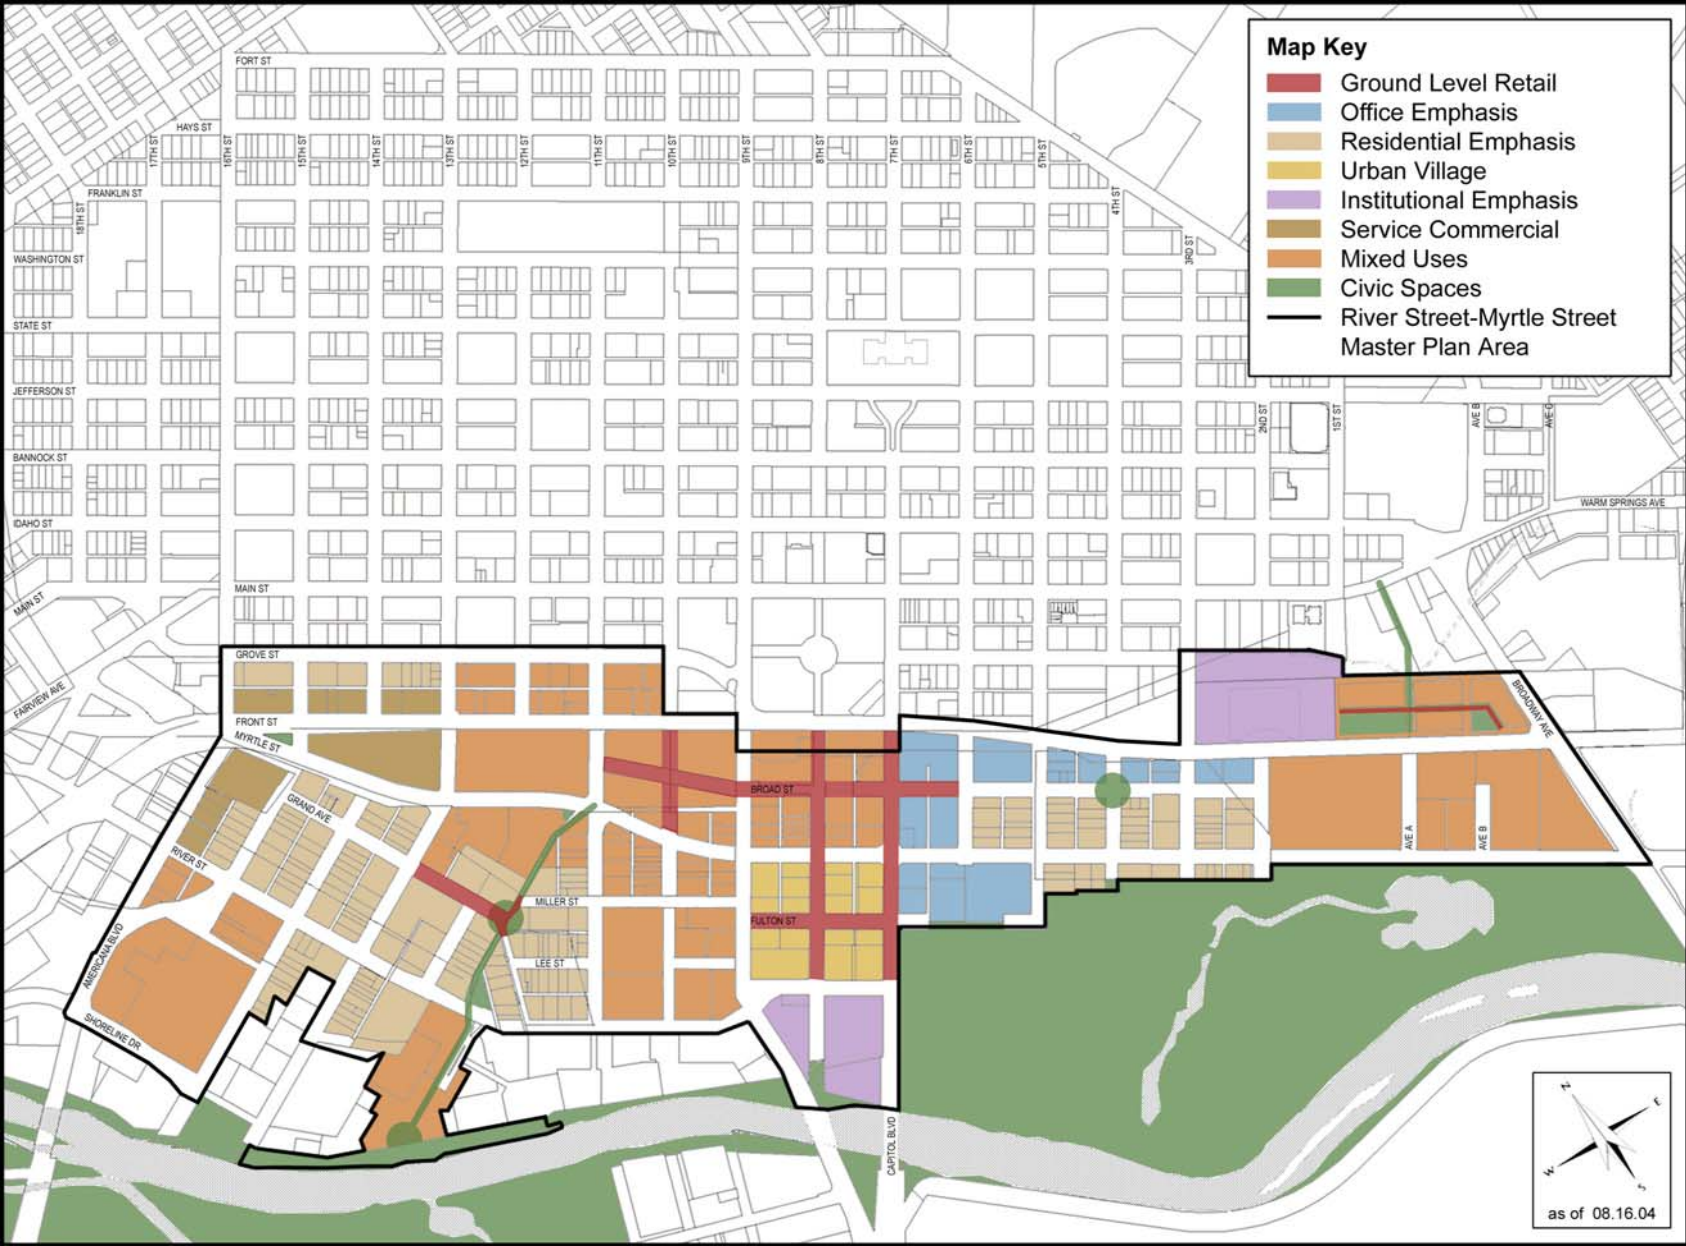 Map Key
Ground Level Retail
Office Emphasis
Residential Emphasis
Urban Village
Institutional Emphasis
Service Commercial
Mixed Uses
Civic Spaces
River Street-Myrtle Street
Master Plan Area
FORT ST
HAYS ST
17TH ST
16TH ST
15TH ST
14TH ST
13TH ST
12TH ST
11TH ST
10TH ST
9TH ST
8TH ST
7TH ST
6TH ST
5TH ST
FRANKLIN ST
18TH ST
4TH ST
3RD ST
WASHINGTON ST
STATE ST
JEFFERSON ST
2ND ST
1ST ST
AVE B
AVE C
BANNOCK ST
WARM SPRINGS AVE
IDAHO ST
MAIN ST
MAIN ST
GROVE ST
FAIRVIEW AVE
BROADWAY AVE
FRONT ST
MYRTLE ST
BROAD ST
GRAND AVE
AVE A
AVE B
RIVER ST
MILLER ST
FULTON ST
AMERICANA BLVD
LEE ST
SHORELINE DR
CAPITOL BLVD
N
E
W
S
as of 08.16.04